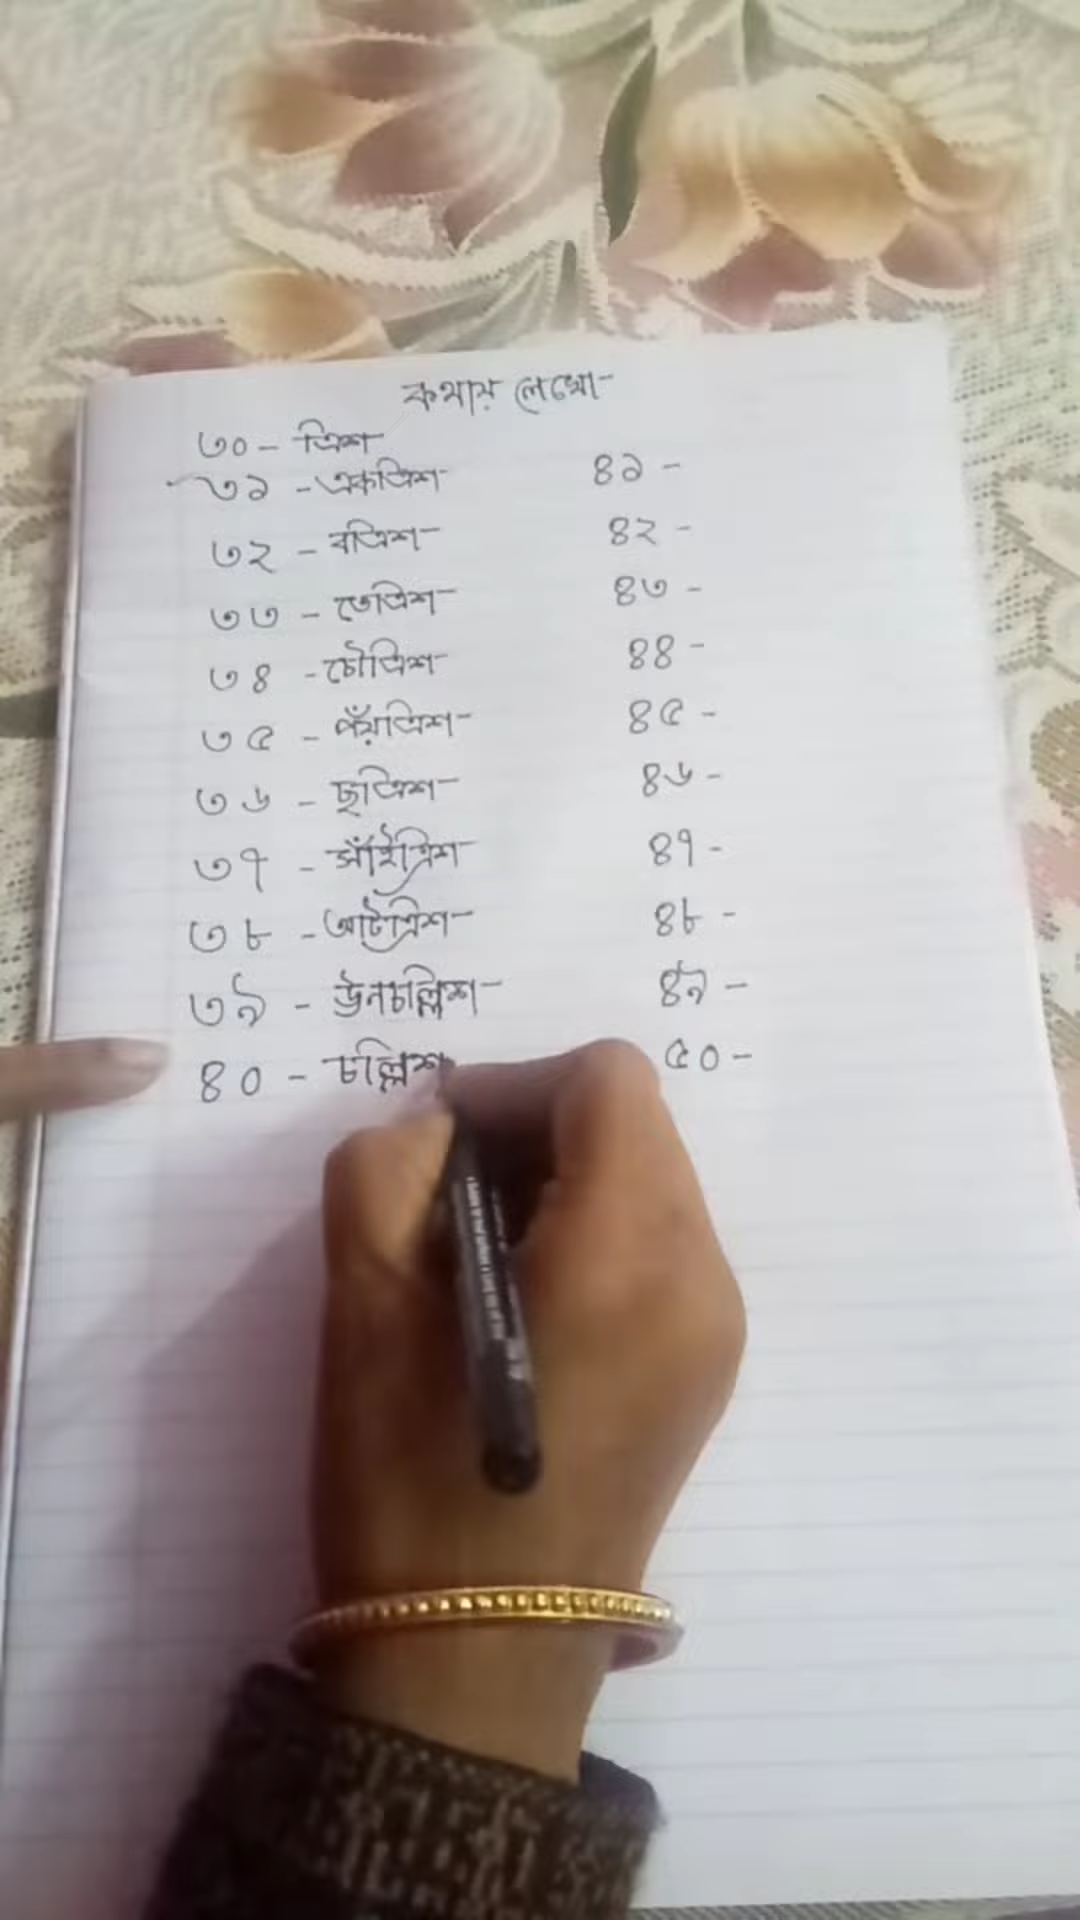 কথায় লেখো-
৩০ - ত্রিশ
৩১ - একত্রিশ
৩২ - বত্রিশ
৩৩ - তেত্রিশ
৩৪ - চৌত্রিশ
৩৫ - পঁয়ত্রিশ
৩৬ - ছত্রিশ
৩৭ - সাঁইত্রিশ
৩৮ - আটত্রিশ
৩৯ - উনচল্লিশ
৪০ - চল্লিশ
৪১ -
৪২ -
৪৩ -
৪৪ -
৪৫ -
৪৬ -
৪৭ -
৪৮ -
৪৯ -
৫০ -